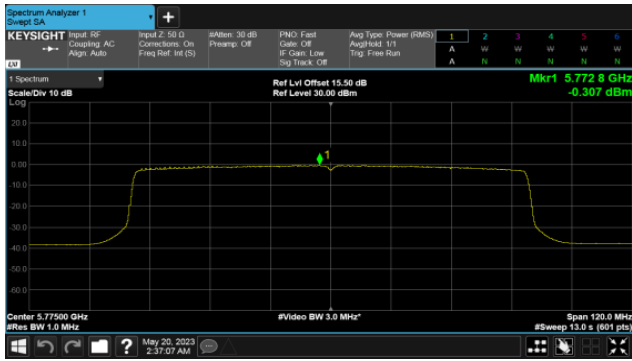 Spectrum Analyzer 1
Swept SA
+
KEYSIGHT
Input: RF
Coupling: AC
Align: Auto
Input Z: 50 Ω
Corrections: On
Freq Ref: Int (S)
#Atten: 30 dB
Preamp: Off
PNO: Fast
Gate: Off
IF Gain: Low
Sig Track: Off
Avg Type: Power (RMS)
Avg|Hold: 1/1
Trig: Free Run
1 2 3 4 5 6
A W W W W W
A N N N N N
LXI
1 Spectrum
Scale/Div 10 dB
Log
Ref Lvl Offset 15.50 dB
Ref Level 30.00 dBm
Mkr1 5.772 8 GHz
-0.307 dBm
1
20.0
10.0
0.00
-10.0
-20.0
-30.0
-40.0
-50.0
-60.0
Center 5.77500 GHz
#Res BW 1.0 MHz
#Video BW 3.0 MHz*
Span 120.0 MHz
#Sweep 13.0 s (601 pts)
?
May 20, 2023
2:37:07 AM